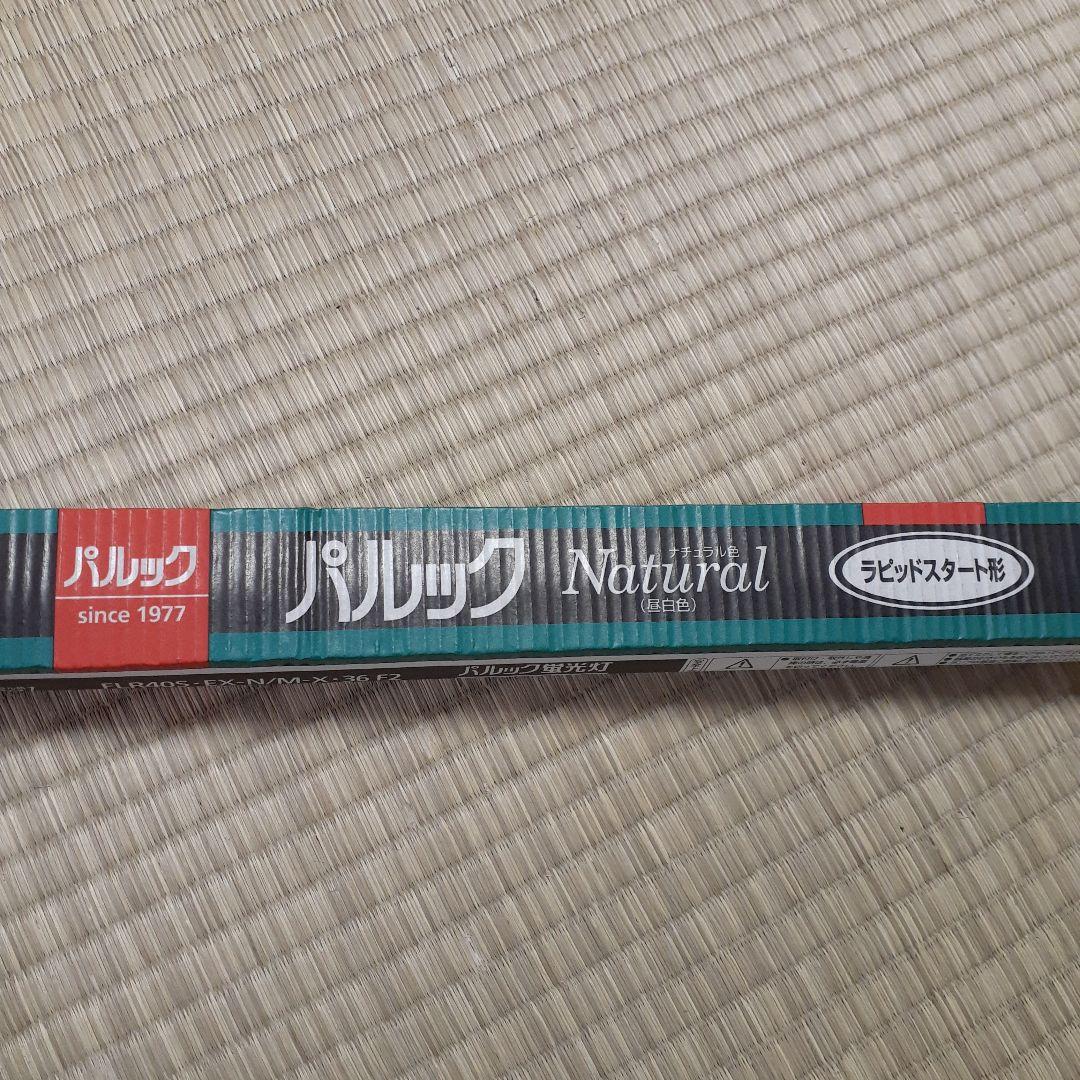 パルック
since 1977
パルック
ナチュラル色
Natural
(昼白色)
ラピッドスタート形
FLR40S・EX-N/M-X・36 F2
パルック蛍光灯